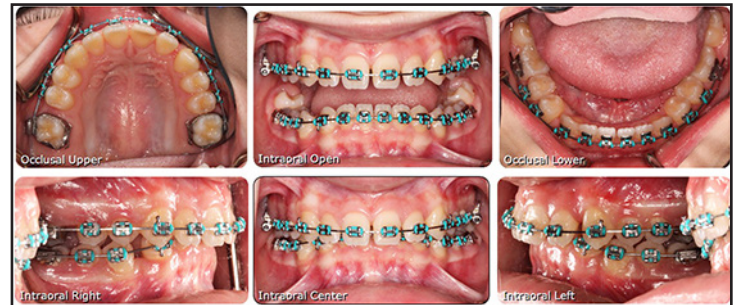 Occlusal Upper
Intraoral Open
Occlusal Lower
Intraoral Right
Intraoral Center
Intraoral Left